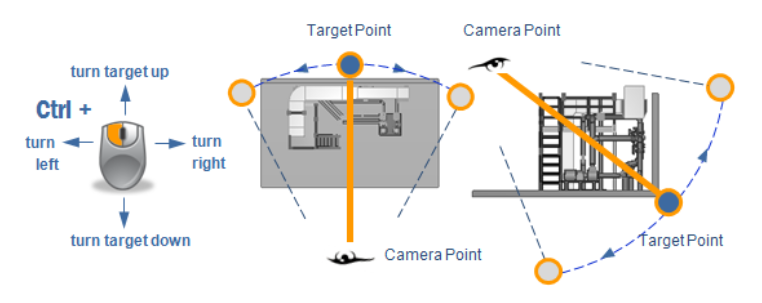 turn target up
Ctrl +
turn left
turn right
turn target down
Target Point
Camera Point
Camera Point
Target Point